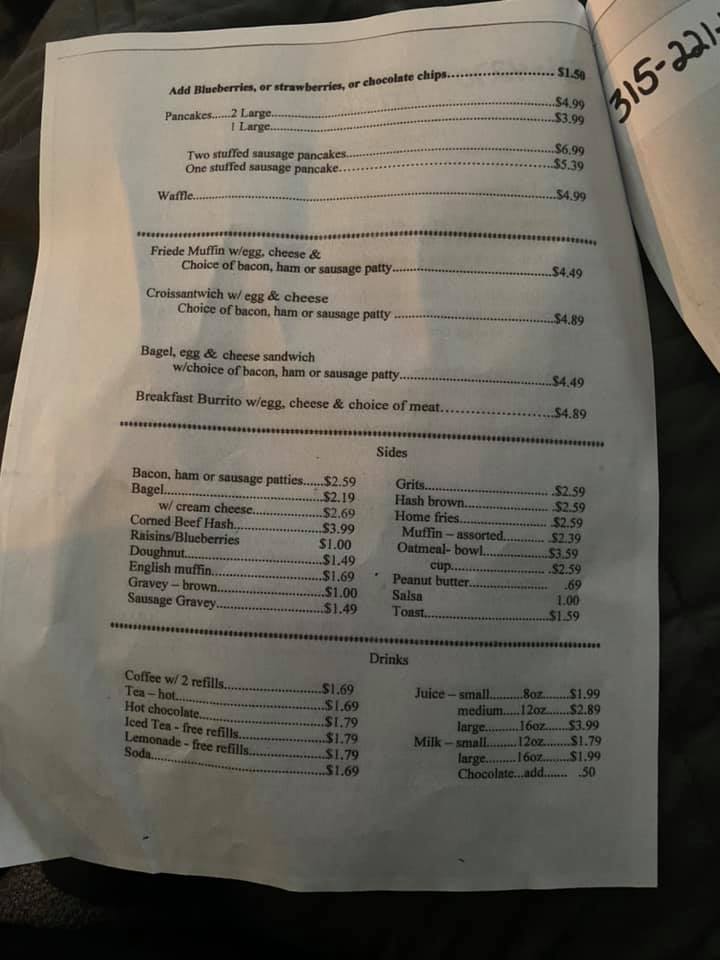 Add Blueberries, or strawberries, or chocolate chips........................ $1.50
Pancakes......2 Large................................................................$4.99
1 Large................................................................$3.99
Two stuffed sausage pancakes................................................$6.99
One stuffed sausage pancake................................................$5.39
Waffle................................................................................$4.99
Friede Muffin w/egg, cheese &
Choice of bacon, ham or sausage patty........................................$4.49
Croissantwich w/ egg & cheese
Choice of bacon, ham or sausage patty ........................................$4.89
Bagel, egg & cheese sandwich
w/choice of bacon, ham or sausage patty........................................$4.49
Breakfast Burrito w/egg, cheese & choice of meat..............................$4.89
Sides
Bacon, ham or sausage patties......$2.59
Bagel........................................$2.19
w/ cream cheese....................$2.69
Corned Beef Hash........................$3.99
Raisins/Blueberries $1.00
Doughnut....................................$1.49
English muffin..............................$1.69
Gravey – brown............................$1.00
Sausage Gravey............................$1.49
Grits................................$2.59
Hash brown........................$2.59
Home fries........................$2.59
Muffin – assorted............$2.39
Oatmeal- bowl..................$3.59
cup........................$2.59
Peanut butter.................... .69
Salsa 1.00
Toast................................$1.59
Drinks
Coffee w/ 2 refills........................$1.69
Tea – hot....................................$1.69
Hot chocolate..............................$1.79
Iced Tea - free refills....................$1.79
Lemonade - free refills..................$1.79
Soda............................................$1.69
Juice – small..........8oz.......$1.99
medium.....12oz.......$2.89
large..........16oz.......$3.99
Milk – small.........12oz.......$1.79
large.........16oz.......$1.99
Chocolate...add....... .50
315-221-